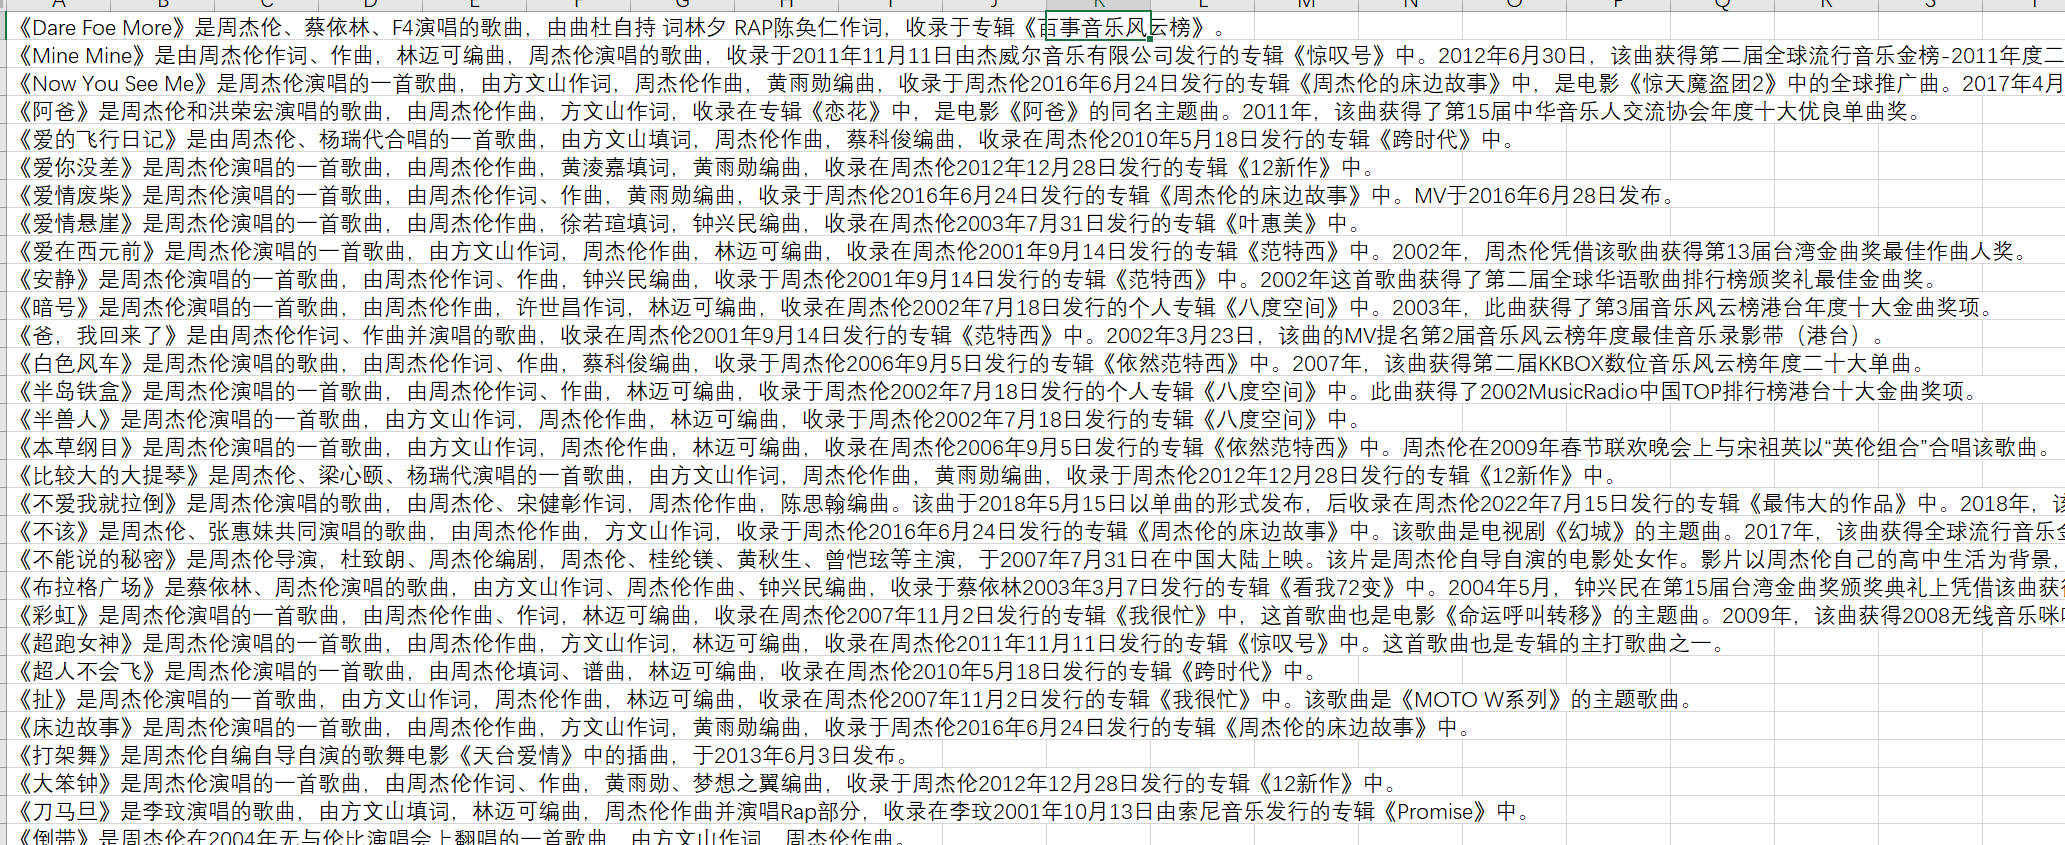 A B C D E F G H I J K L M N O P Q R S T
《Dare Foe More》是周杰伦、蔡依林、F4演唱的歌曲，由曲杜自持 词林夕 RAP陈奂仁作词，收录于专辑《百事音乐风云榜》。
《Mine Mine》是由周杰伦作词、作曲，林迈可编曲，周杰伦演唱的歌曲，收录于2011年11月11日由杰威尔音乐有限公司发行的专辑《惊叹号》中。2012年6月30日，该曲获得第二届全球流行音乐金榜-2011年度二
《Now You See Me》是周杰伦演唱的一首歌曲，由方文山作词，周杰伦作曲，黄雨勋编曲，收录于周杰伦2016年6月24日发行的专辑《周杰伦的床边故事》中，是电影《惊天魔盗团2》中的全球推广曲。2017年4月
《阿爸》是周杰伦和洪荣宏演唱的歌曲，由周杰伦作曲，方文山作词，收录在专辑《恋花》中，是电影《阿爸》的同名主题曲。2011年，该曲获得了第15届中华音乐人交流协会年度十大优良单曲奖。
《爱的飞行日记》是由周杰伦、杨瑞代合唱的一首歌曲，由方文山填词，周杰伦作曲，蔡科俊编曲，收录在周杰伦2010年5月18日发行的专辑《跨时代》中。
《爱你没差》是周杰伦演唱的一首歌曲，由周杰伦作曲，黄淩嘉填词，黄雨勋编曲，收录在周杰伦2012年12月28日发行的专辑《12新作》中。
《爱情废柴》是周杰伦演唱的一首歌曲，由周杰伦作词、作曲，黄雨勋编曲，收录于周杰伦2016年6月24日发行的专辑《周杰伦的床边故事》中。MV于2016年6月28日发布。
《爱情悬崖》是周杰伦演唱的一首歌曲，由周杰伦作曲，徐若瑄填词，钟兴民编曲，收录在周杰伦2003年7月31日发行的专辑《叶惠美》中。
《爱在西元前》是周杰伦演唱的一首歌曲，由方文山作词，周杰伦作曲，林迈可编曲，收录在周杰伦2001年9月14日发行的专辑《范特西》中。2002年，周杰伦凭借该歌曲获得第13届台湾金曲奖最佳作曲人奖。
《安静》是周杰伦演唱的一首歌曲，由周杰伦作词、作曲，钟兴民编曲，收录于周杰伦2001年9月14日发行的专辑《范特西》中。2002年这首歌曲获得了第二届全球华语歌曲排行榜颁奖礼最佳金曲奖。
《暗号》是周杰伦演唱的一首歌曲，由周杰伦作曲，许世昌作词，林迈可编曲，收录在周杰伦2002年7月18日发行的个人专辑《八度空间》中。2003年，此曲获得了第3届音乐风云榜港台年度十大金曲奖项。
《爸，我回来了》是由周杰伦作词、作曲并演唱的歌曲，收录在周杰伦2001年9月14日发行的专辑《范特西》中。2002年3月23日，该曲的MV提名第2届音乐风云榜年度最佳音乐录影带（港台）。
《白色风车》是周杰伦演唱的歌曲，由周杰伦作词、作曲，蔡科俊编曲，收录于周杰伦2006年9月5日发行的专辑《依然范特西》中。2007年，该曲获得第二届KKBOX数位音乐风云榜年度二十大单曲。
《半岛铁盒》是周杰伦演唱的一首歌曲，由周杰伦作词、作曲，林迈可编曲，收录于周杰伦2002年7月18日发行的个人专辑《八度空间》中。此曲获得了2002MusicRadio中国TOP排行榜港台十大金曲奖项。
《半兽人》是周杰伦演唱的一首歌曲，由方文山作词，周杰伦作曲，林迈可编曲，收录于周杰伦2002年7月18日发行的专辑《八度空间》中。
《本草纲目》是周杰伦演唱的一首歌曲，由方文山作词，周杰伦作曲，林迈可编曲，收录在周杰伦2006年9月5日发行的专辑《依然范特西》中。周杰伦在2009年春节联欢晚会上与宋祖英以“英伦组合”合唱该歌曲。
《比较大的大提琴》是周杰伦、梁心颐、杨瑞代演唱的一首歌曲，由方文山作词，周杰伦作曲，黄雨勋编曲，收录于周杰伦2012年12月28日发行的专辑《12新作》中。
《不爱我就拉倒》是周杰伦演唱的歌曲，由周杰伦、宋健彰作词，周杰伦作曲，陈思翰编曲。该曲于2018年5月15日以单曲的形式发布，后收录在周杰伦2022年7月15日发行的专辑《最伟大的作品》中。2018年，该
《不该》是周杰伦、张惠妹共同演唱的歌曲，由周杰伦作曲，方文山作词，收录于周杰伦2016年6月24日发行的专辑《周杰伦的床边故事》中。该歌曲是电视剧《幻城》的主题曲。2017年，该曲获得全球流行音乐金
《不能说的秘密》是周杰伦导演，杜致朗、周杰伦编剧，周杰伦、桂纶镁、黄秋生、曾恺玹等主演，于2007年7月31日在中国大陆上映。该片是周杰伦自导自演的电影处女作。影片以周杰伦自己的高中生活为背景，
《布拉格广场》是蔡依林、周杰伦演唱的歌曲，由方文山作词、周杰伦作曲、钟兴民编曲，收录于蔡依林2003年3月7日发行的专辑《看我72变》中。2004年5月，钟兴民在第15届台湾金曲奖颁奖典礼上凭借该曲获得
《彩虹》是周杰伦演唱的一首歌曲，由周杰伦作曲、作词，林迈可编曲，收录在周杰伦2007年11月2日发行的专辑《我很忙》中，这首歌曲也是电影《命运呼叫转移》的主题曲。2009年，该曲获得2008无线音乐咪咕
《超跑女神》是周杰伦演唱的一首歌曲，由周杰伦作曲，方文山作词，林迈可编曲，收录在周杰伦2011年11月11日发行的专辑《惊叹号》中。这首歌曲也是专辑的主打歌曲之一。
《超人不会飞》是周杰伦演唱的一首歌曲，由周杰伦填词、谱曲，林迈可编曲，收录在周杰伦2010年5月18日发行的专辑《跨时代》中。
《扯》是周杰伦演唱的一首歌曲，由方文山作词，周杰伦作曲，林迈可编曲，收录在周杰伦2007年11月2日发行的专辑《我很忙》中。该歌曲是《MOTO W系列》的主题歌曲。
《床边故事》是周杰伦演唱的一首歌曲，由周杰伦作曲，方文山作词，黄雨勋编曲，收录于周杰伦2016年6月24日发行的专辑《周杰伦的床边故事》中。
《打架舞》是周杰伦自编自导自演的歌舞电影《天台爱情》中的插曲，于2013年6月3日发布。
《大笨钟》是周杰伦演唱的一首歌曲，由周杰伦作词、作曲，黄雨勋、梦想之翼编曲，收录于周杰伦2012年12月28日发行的专辑《12新作》中。
《刀马旦》是李玟演唱的歌曲，由方文山填词，林迈可编曲，周杰伦作曲并演唱Rap部分，收录在李玟2001年10月13日由索尼音乐发行的专辑《Promise》中。
《倒带》是周杰伦在2004年无与伦比演唱会上翻唱的一首歌曲，由方文山作词，周杰伦作曲。